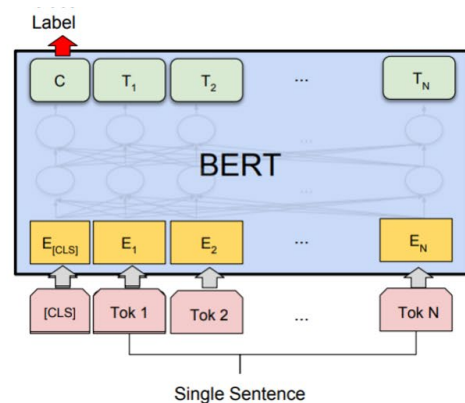 Label
C T1 T2 ... TN
...
BERT
...
E[CLS] E1 E2 ... EN
[CLS] Tok 1 Tok 2 ... Tok N
Single Sentence